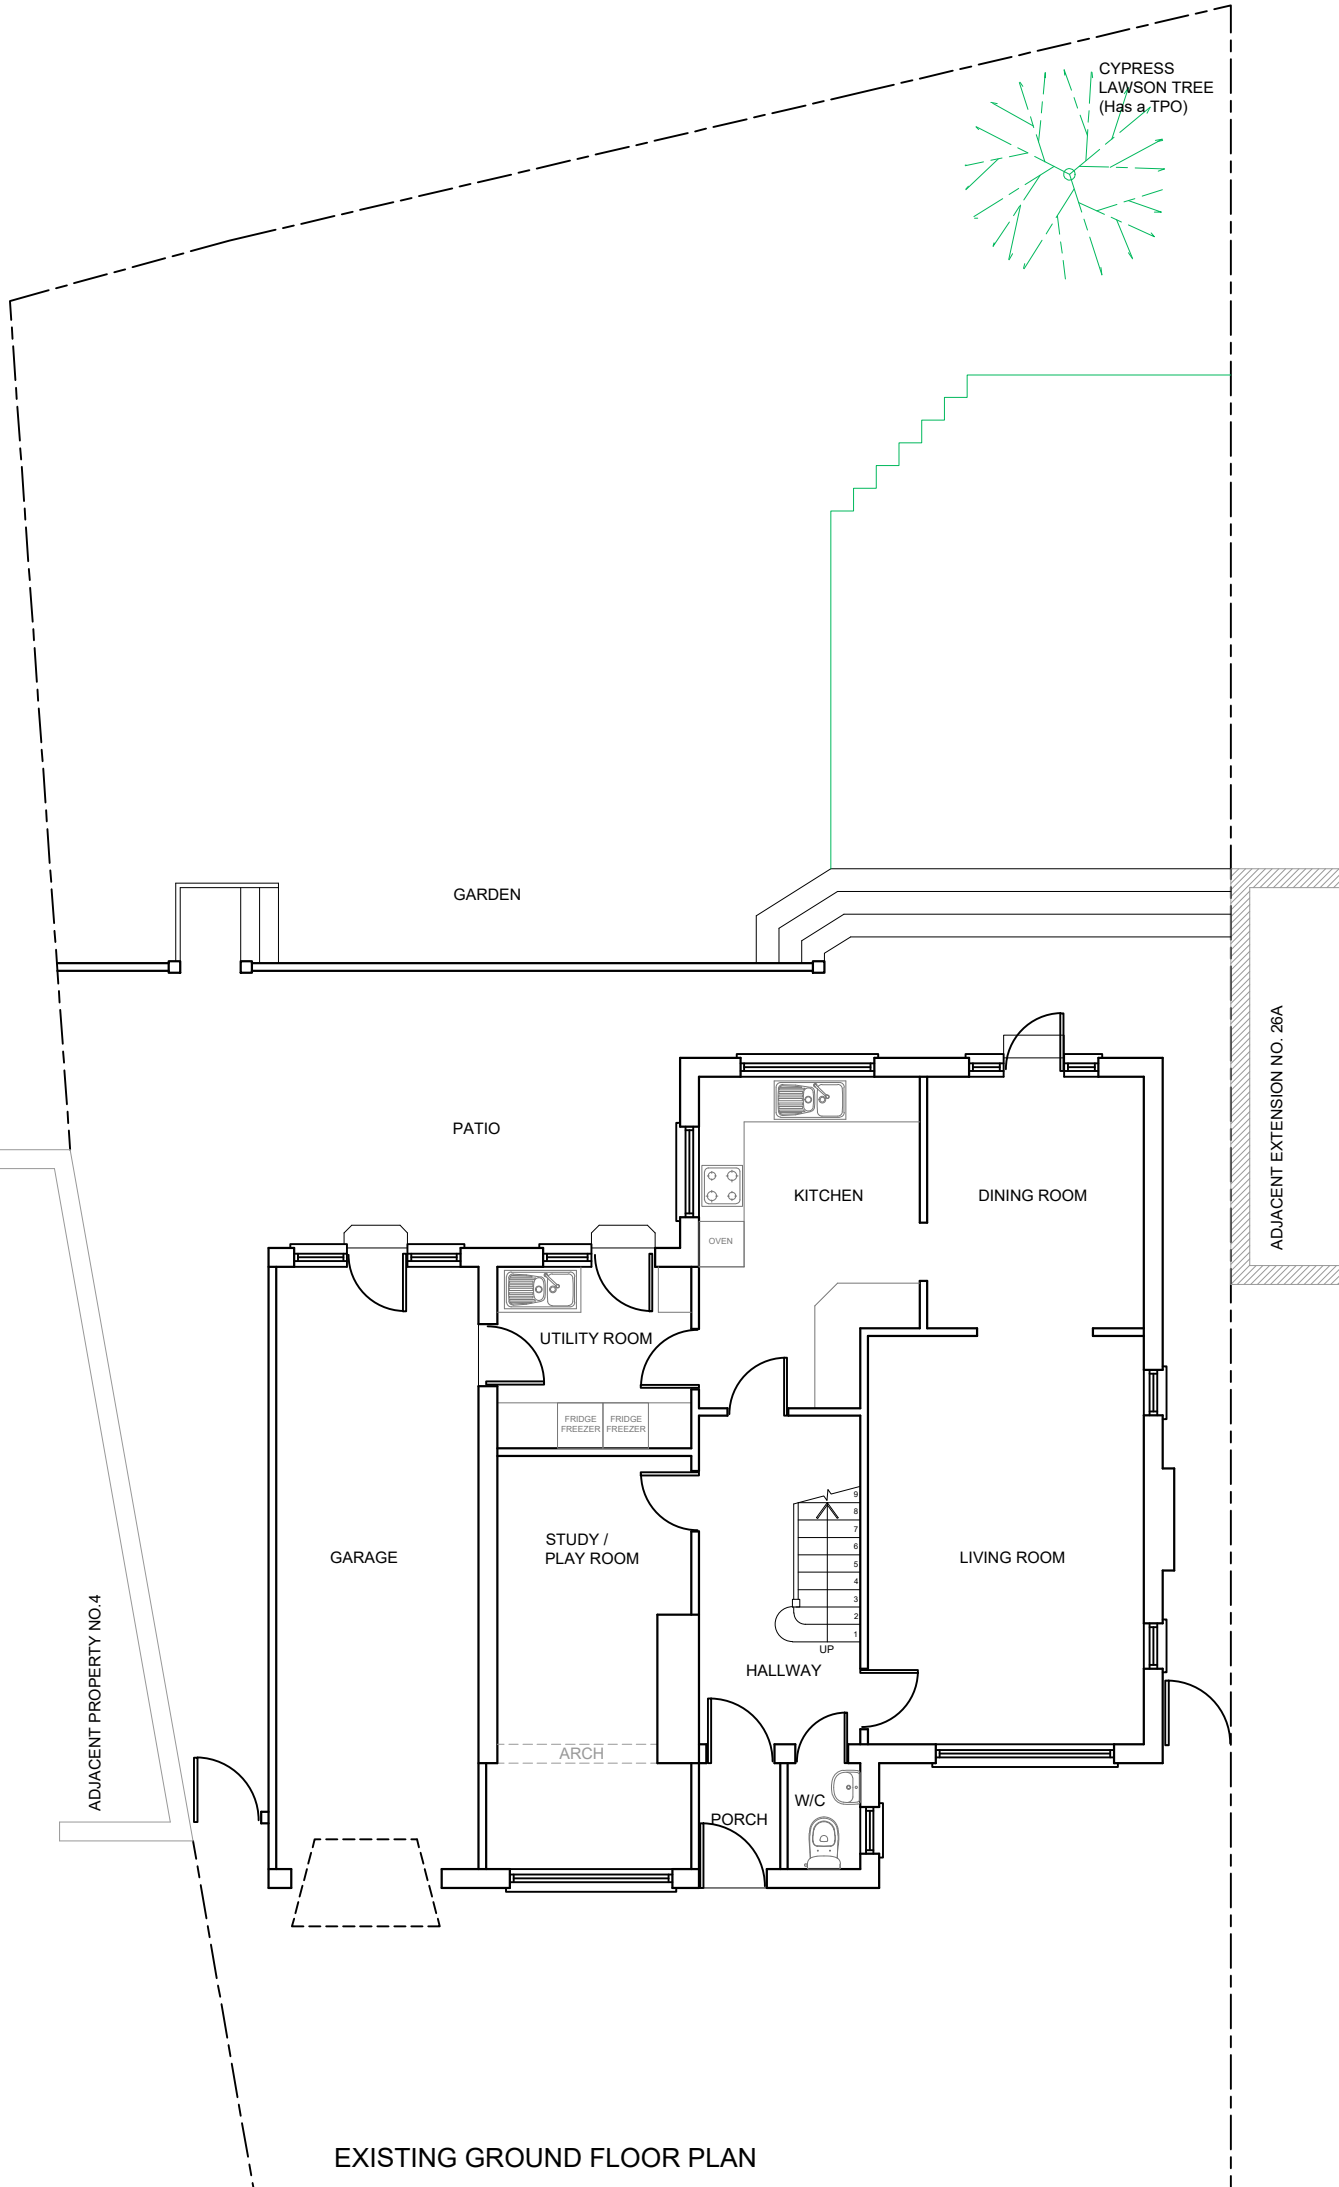 CYPRESS
LAWSON TREE
(Has a TPO)
GARDEN
ADJACENT EXTENSION NO. 26A
PATIO
KITCHEN
DINING ROOM
OVEN
UTILITY ROOM
FRIDGE
FREEZER
FRIDGE
FREEZER
STUDY /
PLAY ROOM
GARAGE
LIVING ROOM
9
8
7
6
5
4
3
2
1
UP
HALLWAY
ADJACENT PROPERTY NO.4
ARCH
W/C
PORCH
EXISTING GROUND FLOOR PLAN